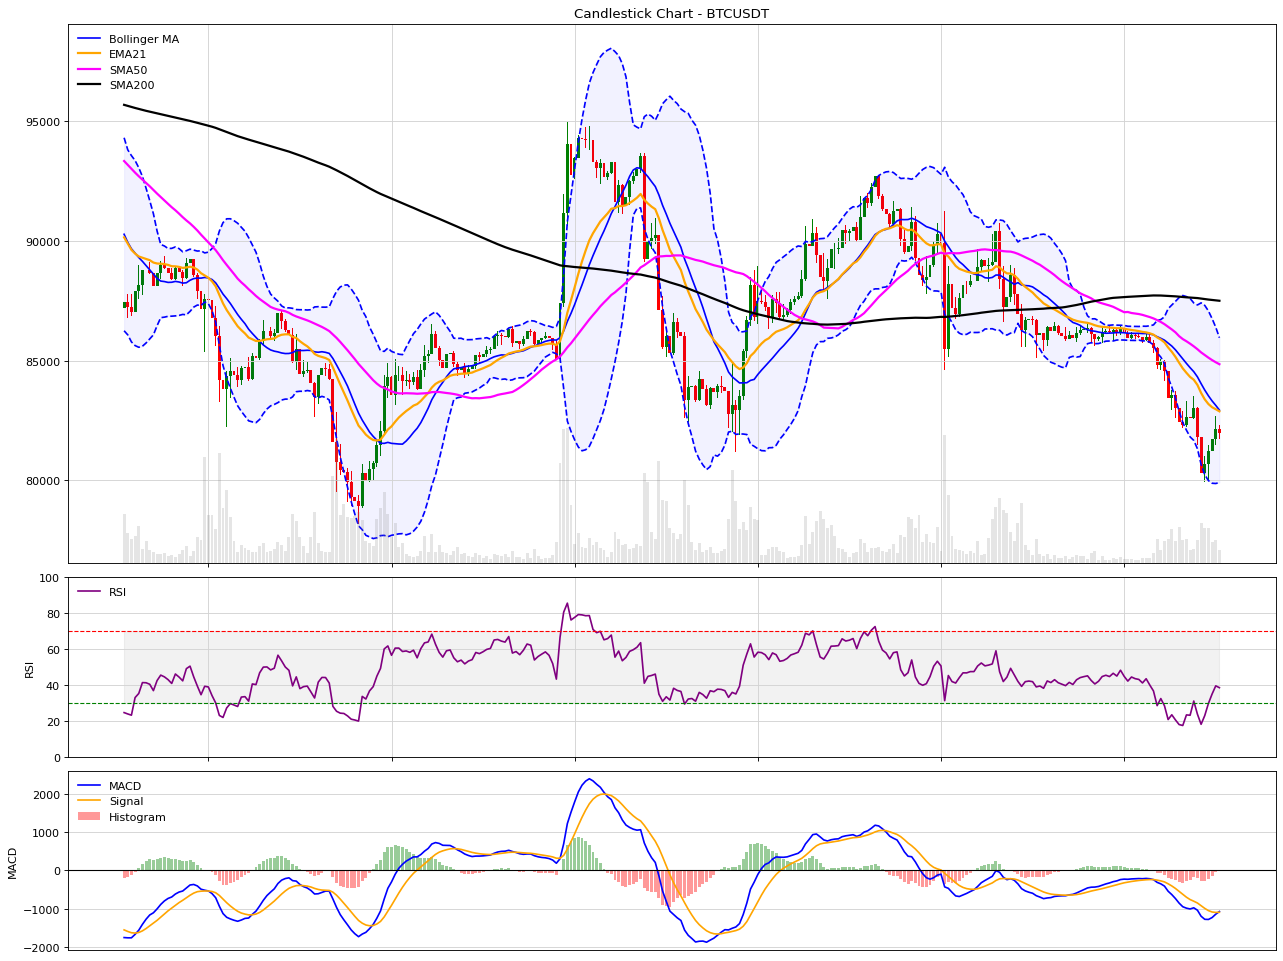 Candlestick Chart - BTCUSDT
Bollinger MA
EMA21
SMA50
SMA200
95000
90000
85000
80000
100
80
60
40
20
0
RSI
RSI
2000
1000
0
−1000
−2000
MACD
MACD
Signal
Histogram